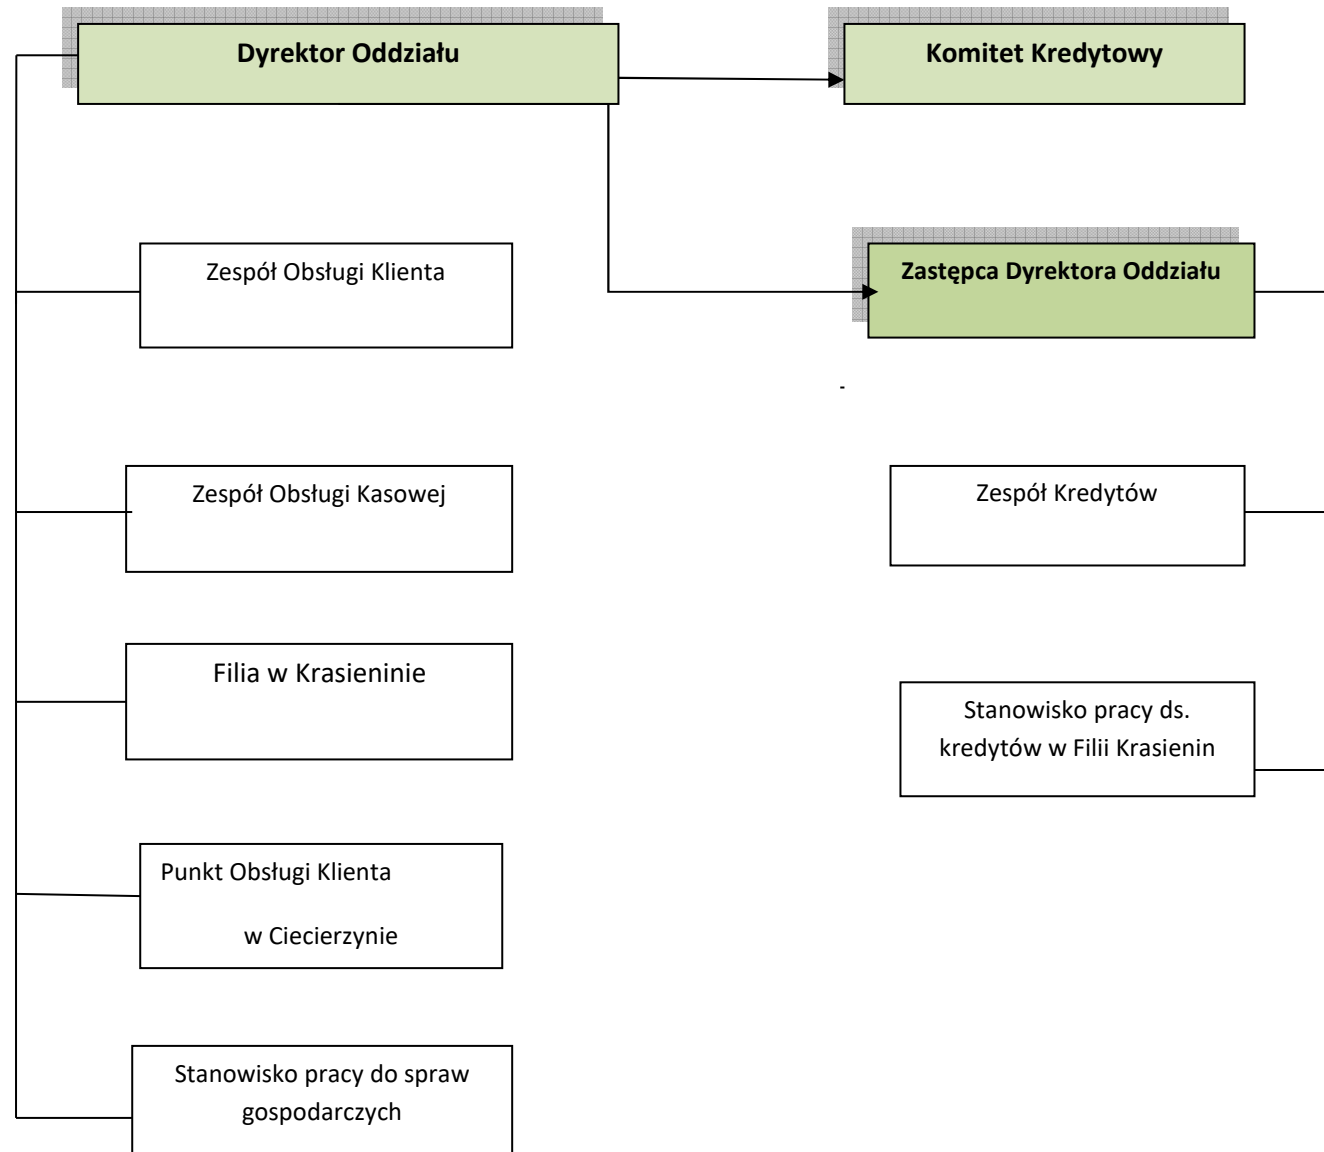 Dyrektor Oddziału
Komitet Kredytowy
Zespół Obsługi Klienta
Zastępca Dyrektora Oddziału
-
Zespół Obsługi Kasowej
Zespół Kredytów
Filia w Krasieninie
Stanowisko pracy ds.
kredytów w Filii Krasienin
Punkt Obsługi Klienta
w Ciecierzynie
Stanowisko pracy do spraw
gospodarczych